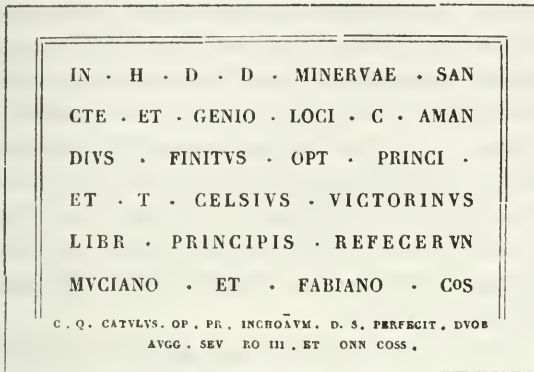 IN · H · D · D · MINERVAE · SAN
CTE · ET · GENIO · LOCI · C · AMAN
DIVS · FINITVS · OPT · PRINCI ·
ET · T · CELSIVS · VICTORINVS
LIBR · PRINCIPIS · REFECERVN
MVCIANO · ET · FABIANO · COS
C . Q. CATVLVS. OP . PR . INCHOĀVM. D. S. PERFECIT. DVOB
AVGG . SEV RO III . ET ONN COSS .